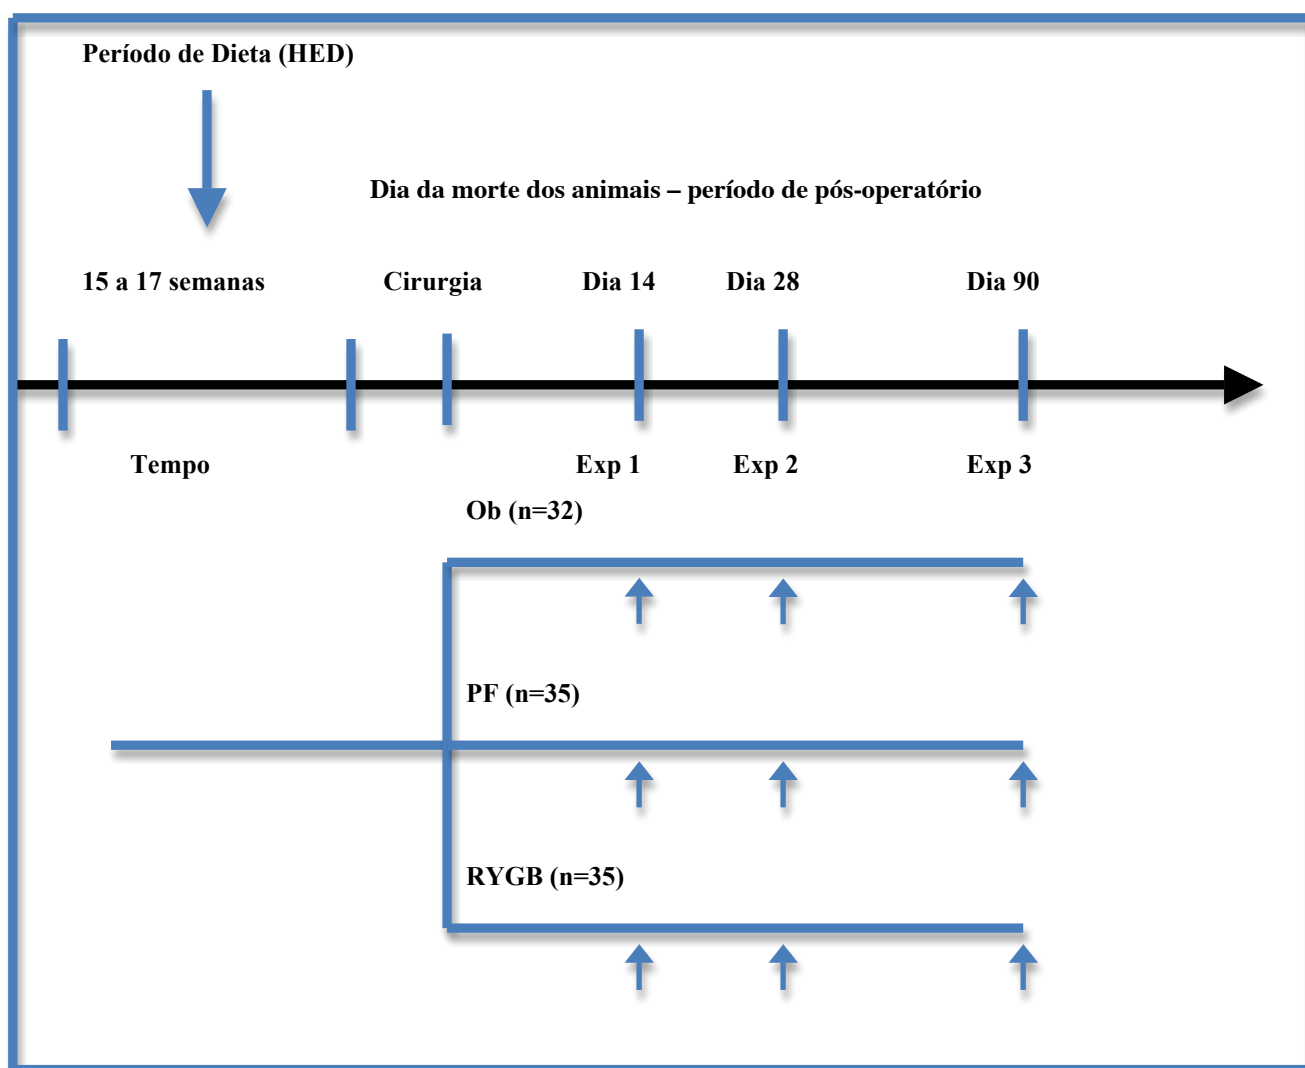 Período de Dieta (HED)
Dia da morte dos animais – período de pós-operatório
15 a 17 semanas Cirurgia Dia 14 Dia 28 Dia 90
Tempo Exp 1 Exp 2 Exp 3
Ob (n=32)
PF (n=35)
RYGB (n=35)